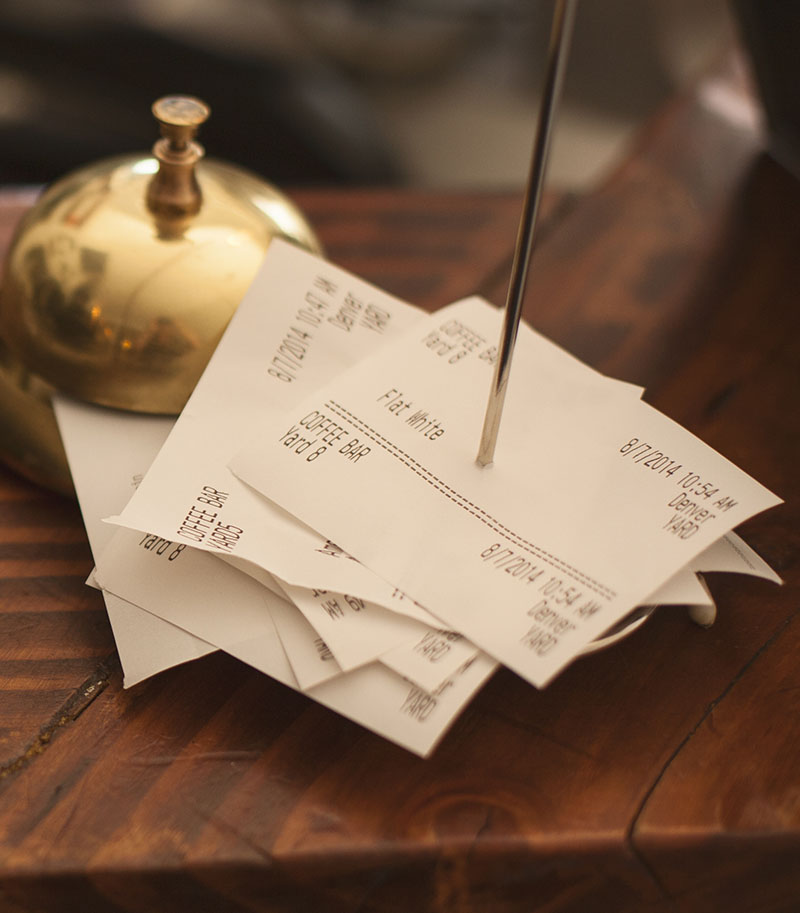 8/7/2014 10:54 AM
Denver
YARD
Flat White
COFFEE BAR
Yard 8
8/7/2014 10:54 AM
Denver
YARD
COFFEE BAR
Yard 8
8/7/2014 10:47 AM
Denver
YARD
COFFEE BAR
YARD5
Yard 8
AM
YARD
YARD
YARD